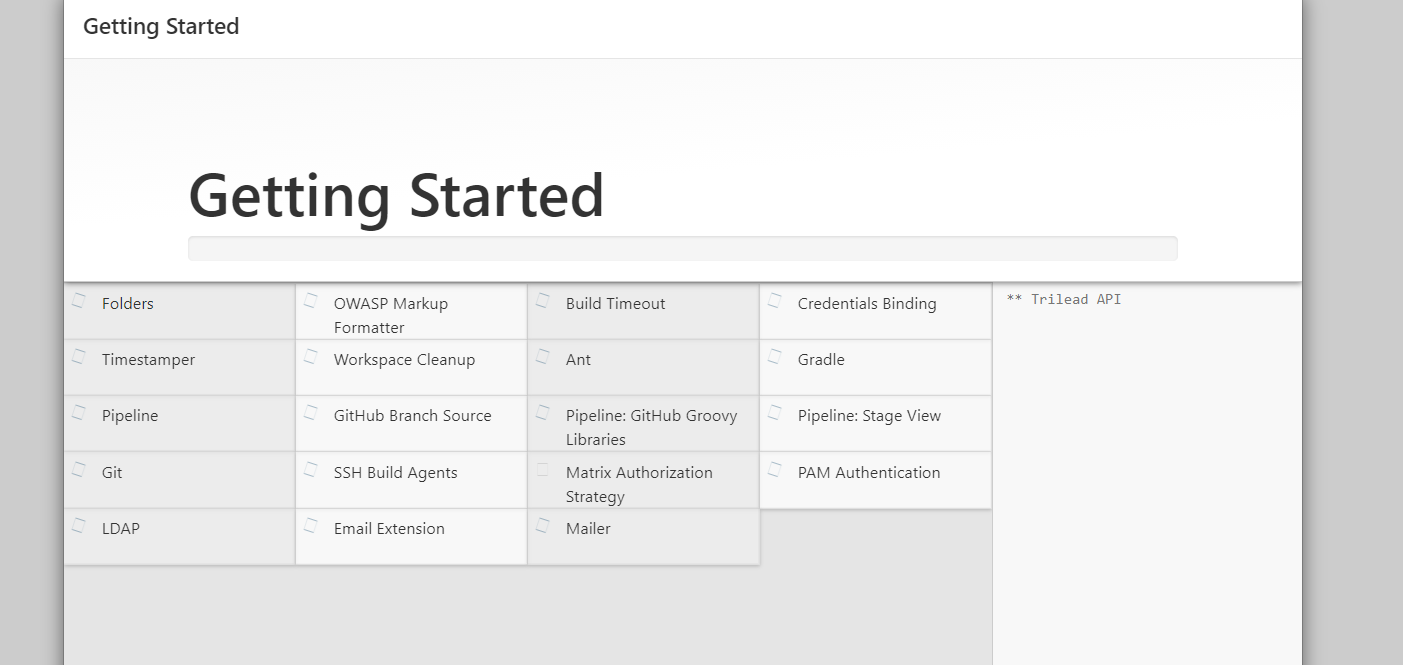 Getting Started
Getting Started
Folders
OWASP Markup
Formatter
Build Timeout
Credentials Binding
** Trilead API
Timestamper
Workspace Cleanup
Ant
Gradle
Pipeline
GitHub Branch Source
Pipeline: GitHub Groovy
Libraries
Pipeline: Stage View
Git
SSH Build Agents
Matrix Authorization
Strategy
PAM Authentication
LDAP
Email Extension
Mailer